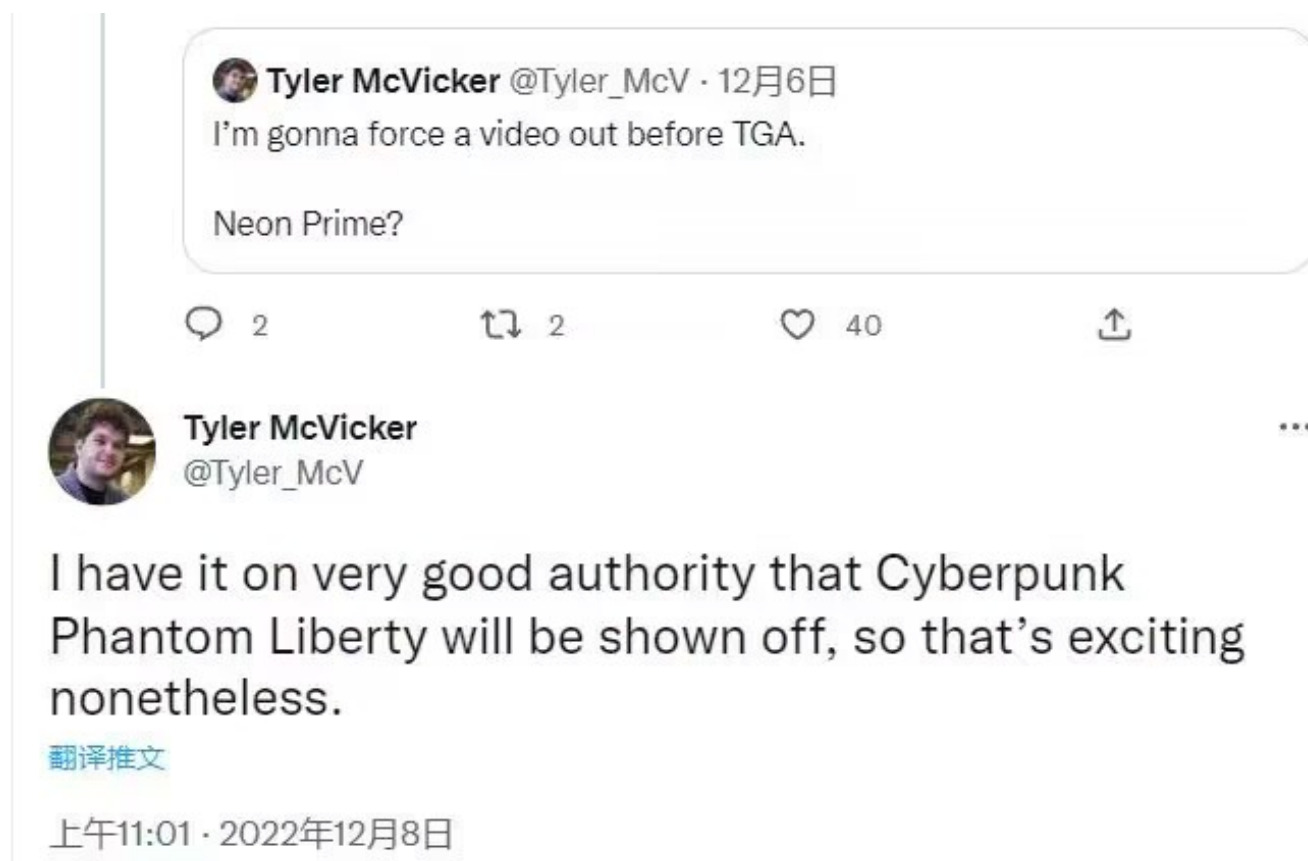 Tyler McVicker @Tyler_McV · 12月6日
I’m gonna force a video out before TGA.
Neon Prime?
2 2 40
Tyler McVicker
@Tyler_McV
I have it on very good authority that Cyberpunk
Phantom Liberty will be shown off, so that’s exciting
nonetheless.
翻译推文
上午11:01 · 2022年12月8日